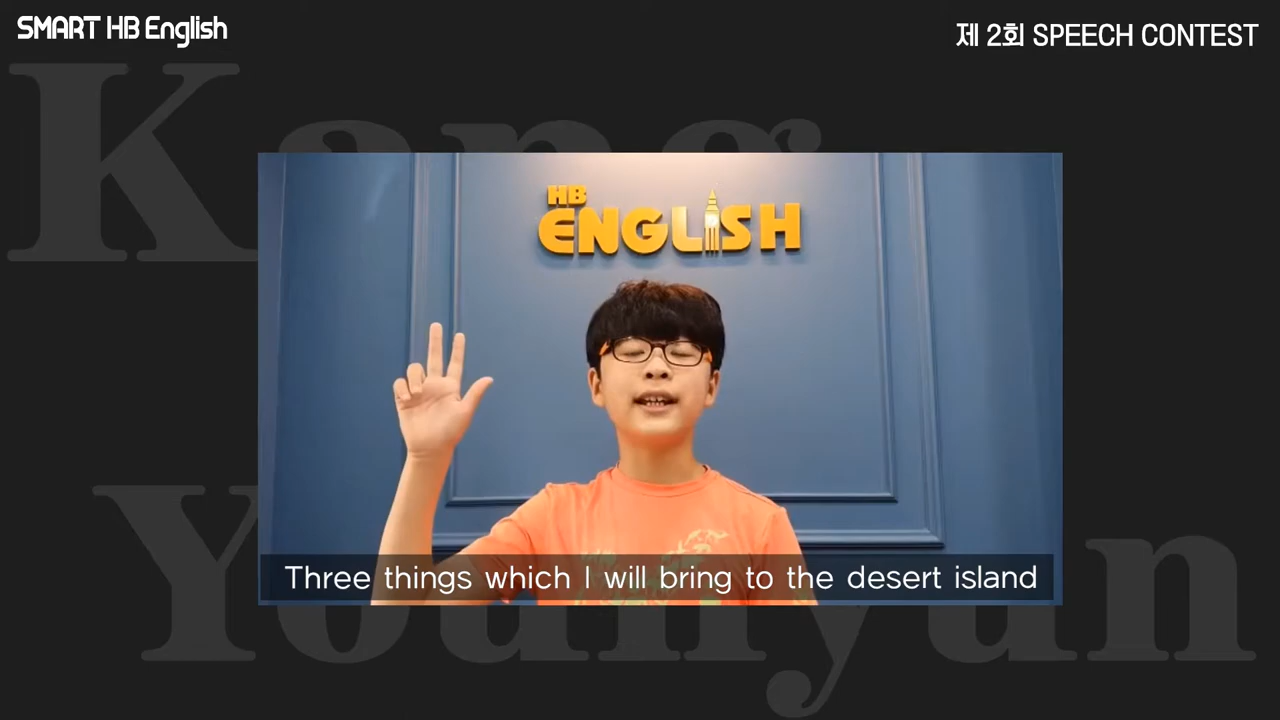 SMART HB English
제 2회 SPEECH CONTEST
Kang
HB
ENGLISH
Three things which I will bring to the desert island